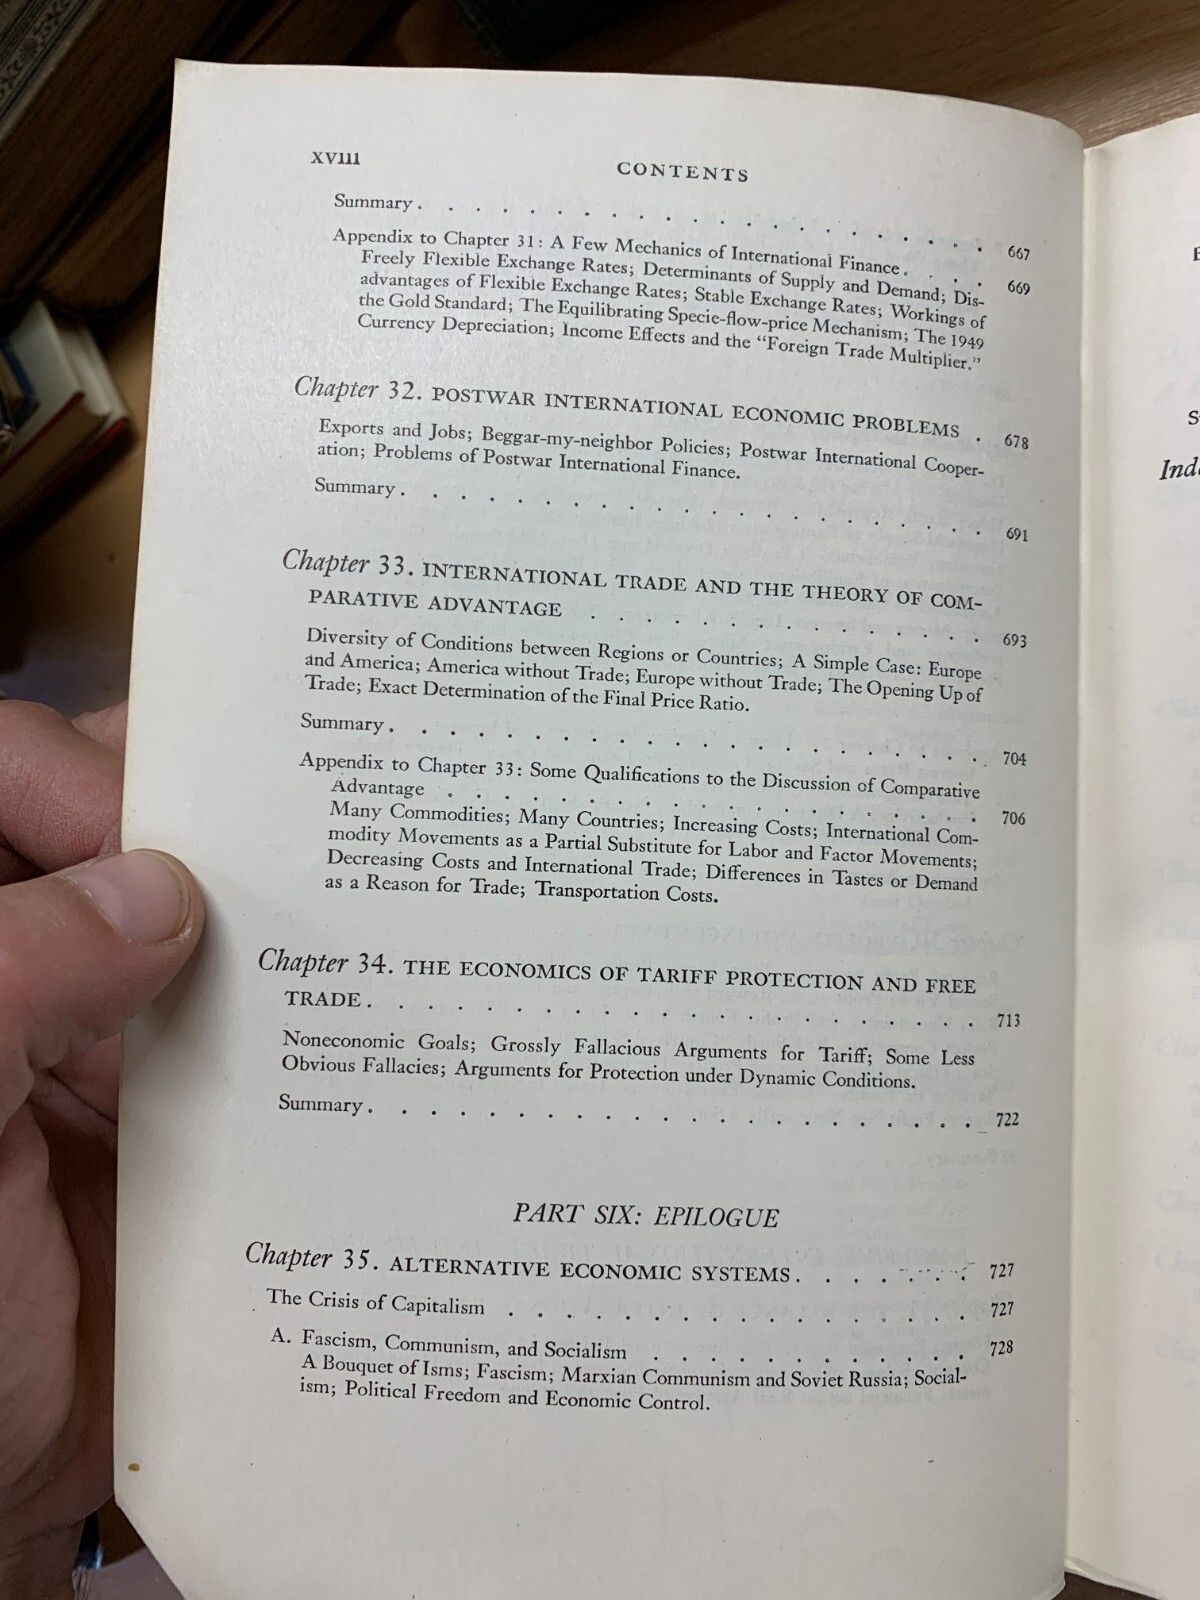 xviii
CONTENTS
Summary . . . . . . . . . . . . . . . . . . . . . 667
Appendix to Chapter 31: A Few Mechanics of International Finance . . . . 669
Freely Flexible Exchange Rates; Determinants of Supply and Demand; Dis-
advantages of Flexible Exchange Rates; Stable Exchange Rates; Workings of
the Gold Standard; The Equilibrating Specie-flow-price Mechanism; The 1949
Currency Depreciation; Income Effects and the “Foreign Trade Multiplier.”
Chapter 32. POSTWAR INTERNATIONAL ECONOMIC PROBLEMS . 678
Exports and Jobs; Beggar-my-neighbor Policies; Postwar International Cooper-
ation; Problems of Postwar International Finance.
Summary . . . . . . . . . . . . . . . . . . . . . 691
Chapter 33. INTERNATIONAL TRADE AND THE THEORY OF COM-
PARATIVE ADVANTAGE . . . . . . . . . . . . . . 693
Diversity of Conditions between Regions or Countries; A Simple Case: Europe
and America; America without Trade; Europe without Trade; The Opening Up of
Trade; Exact Determination of the Final Price Ratio.
Summary . . . . . . . . . . . . . . . . . . . . . 704
Appendix to Chapter 33: Some Qualifications to the Discussion of Comparative
Advantage . . . . . . . . . . . . . . . . . . . 706
Many Commodities; Many Countries; Increasing Costs; International Com-
modity Movements as a Partial Substitute for Labor and Factor Movements;
Decreasing Costs and International Trade; Differences in Tastes or Demand
as a Reason for Trade; Transportation Costs.
Chapter 34. THE ECONOMICS OF TARIFF PROTECTION AND FREE
TRADE . . . . . . . . . . . . . . . . . . . . . 713
Noneconomic Goals; Grossly Fallacious Arguments for Tariff; Some Less
Obvious Fallacies; Arguments for Protection under Dynamic Conditions.
Summary . . . . . . . . . . . . . . . . . . . . . 722
PART SIX: EPILOGUE
Chapter 35. ALTERNATIVE ECONOMIC SYSTEMS . . . . . . . 727
The Crisis of Capitalism . . . . . . . . . . . . . . . . . 727
A. Fascism, Communism, and Socialism . . . . . . . . . . . . 728
A Bouquet of Isms; Fascism; Marxian Communism and Soviet Russia; Social-
ism; Political Freedom and Economic Control.